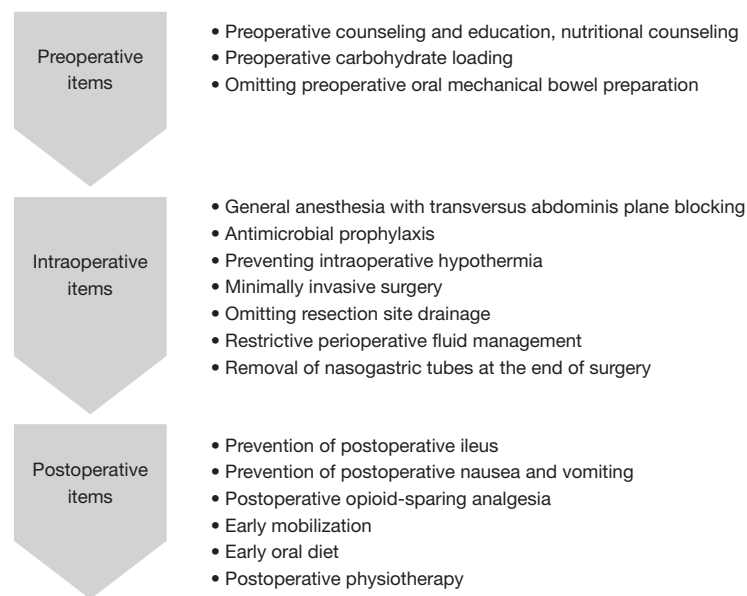 Preoperative
items
• Preoperative counseling and education, nutritional counseling
• Preoperative carbohydrate loading
• Omitting preoperative oral mechanical bowel preparation
Intraoperative
items
• General anesthesia with transversus abdominis plane blocking
• Antimicrobial prophylaxis
• Preventing intraoperative hypothermia
• Minimally invasive surgery
• Omitting resection site drainage
• Restrictive perioperative fluid management
• Removal of nasogastric tubes at the end of surgery
Postoperative
items
• Prevention of postoperative ileus
• Prevention of postoperative nausea and vomiting
• Postoperative opioid-sparing analgesia
• Early mobilization
• Early oral diet
• Postoperative physiotherapy